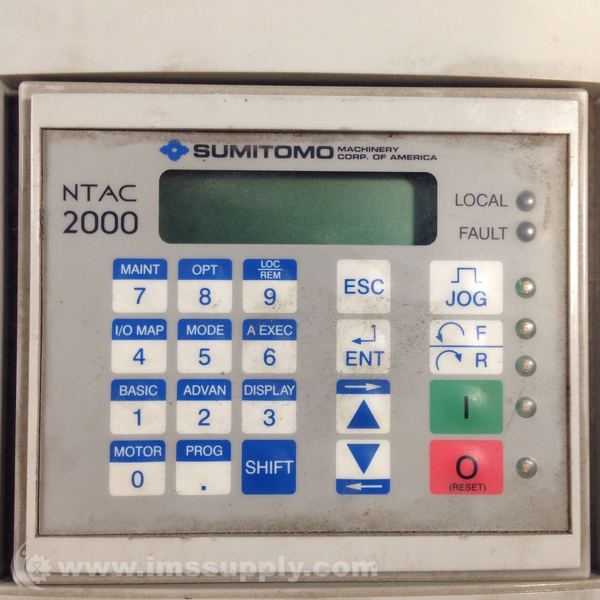 SUMITOMO MACHINERY CORP. OF AMERICA
NTAC
2000
LOCAL
FAULT
MAINT
7
OPT
8
LOC
REM
9
ESC
JOG
I/O MAP
4
MODE
5
A EXEC
6
ENT
F
R
BASIC
1
ADVAN
2
DISPLAY
3
I
MOTOR
0
PROG
.
SHIFT
O
(RESET)
www.imssupply.com